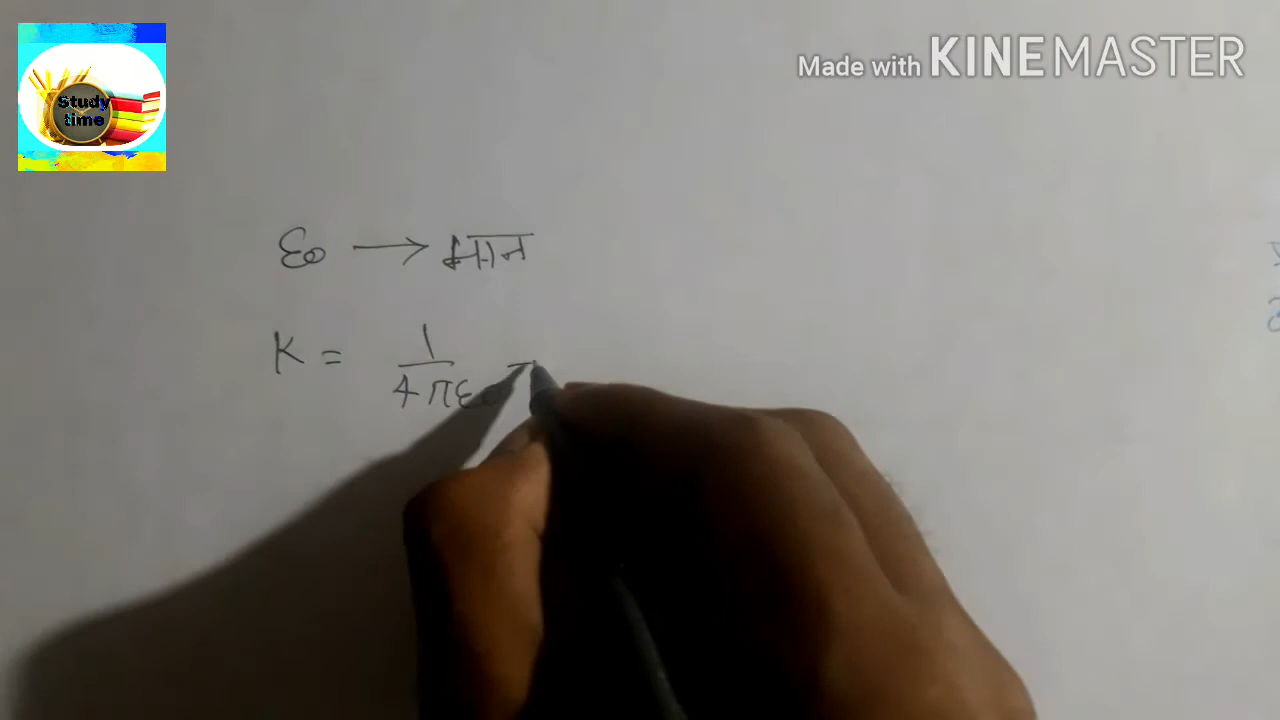 Study
time
Made with KINEMASTER
ε₀ → मान
K = 1/4πε₀ =